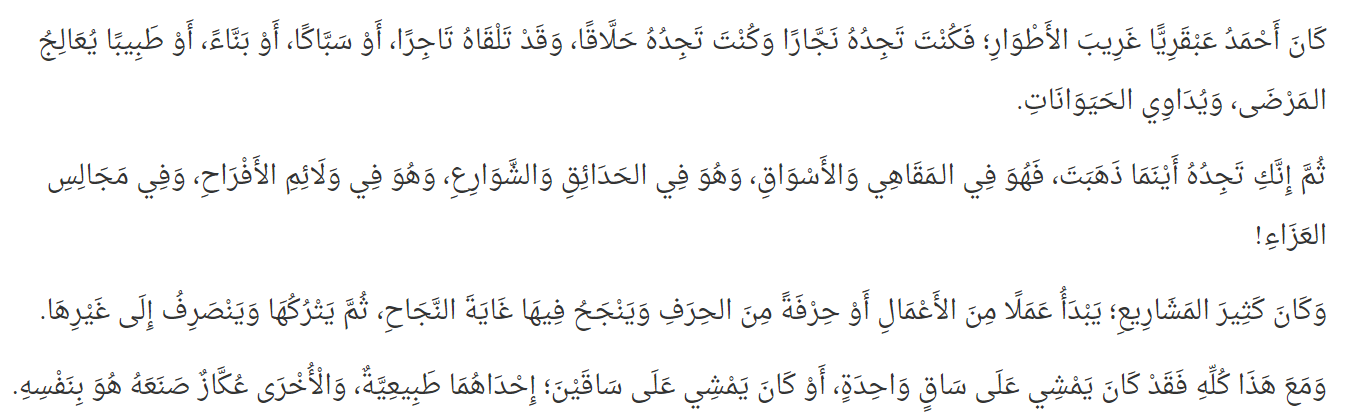 كَانَ أَحْمَدُ عَبْقَرِيًّا غَرِيبَ الأَطْوَارِ؛ فَكُنْتَ تَجِدُهُ نَجَّارًا وَكُنْتَ تَجِدُهُ حَلَّاقًا، وَقَدْ تَلْقَاهُ تَاجِرًا، أَوْ سَبَّاكًا، أَوْ بَنَّاءً، أَوْ طَبِيبًا يُعَالِجُ
المَرْضَى، وَيُدَاوِي الحَيَوَانَاتِ.
ثُمَّ إِنَّكِ تَجِدُهُ أَيْنَمَا ذَهَبَتَ، فَهُوَ فِي المَقَاهِي وَالأَسْوَاقِ، وَهُوَ فِي الحَدَائِقِ وَالشَّوَارِعِ، وَهُوَ فِي وَلَائِمِ الأَفْرَاحِ، وَفِي مَجَالِسِ
العَزَاءِ!
وَكَانَ كَثِيرَ المَشَارِيعِ؛ يَبْدَأُ عَمَلًا مِنَ الأَعْمَالِ أَوْ حِرْفَةً مِنَ الحِرَفِ وَيَنْجَحُ فِيهَا غَايَةَ النَّجَاحِ، ثُمَّ يَتْرُكُهَا وَيَنْصَرِفُ إِلَى غَيْرِهَا.
وَمَعَ هَذَا كُلِّهِ فَقَدْ كَانَ يَمْشِي عَلَى سَاقٍ وَاحِدَةٍ، أَوْ كَانَ يَمْشِي عَلَى سَاقَيْنَ؛ إِحْدَاهُمَا طَبِيعِيَّةٌ، وَالْأُخْرَى عُكَّازٌ صَنَعَهُ هُوَ بِنَفْسِهِ.